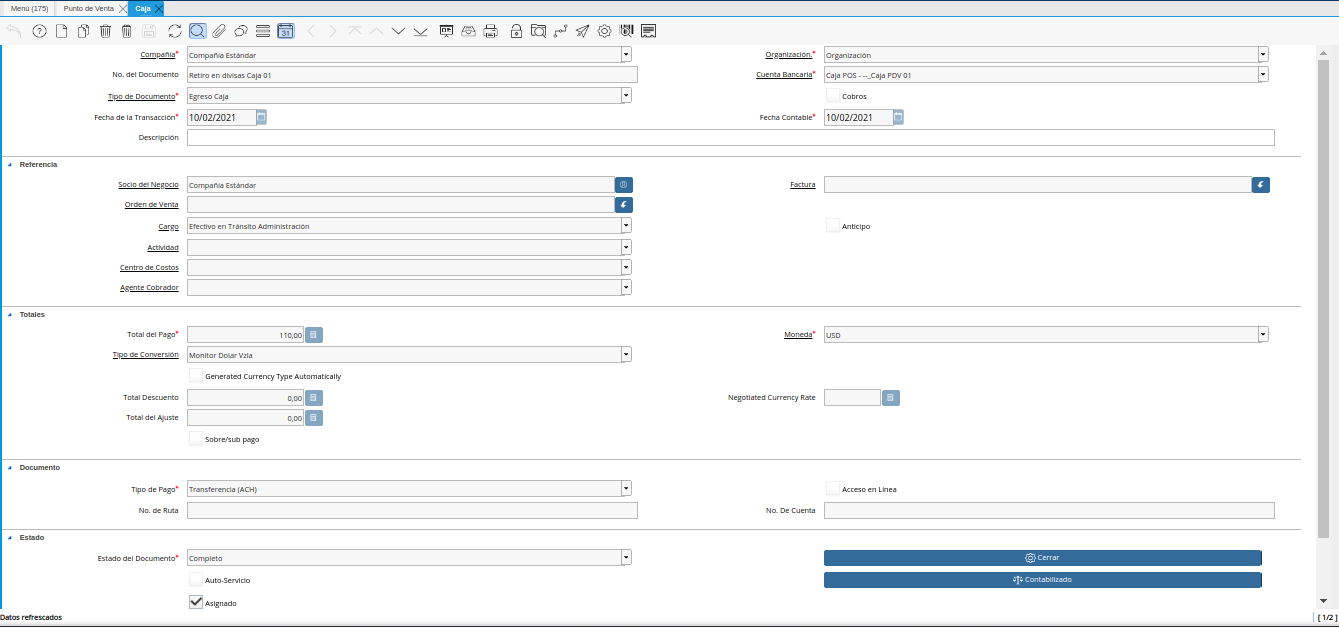 Menú (175) Punto de Venta Caja
31
Compañía* Compañía Estándar Organización.* Organización
No. del Documento Retiro en divisas Caja 01 Cuenta Bancaria* Caja POS - --_Caja PDV 01
Tipo de Documento* Egreso Caja Cobros
Fecha de la Transacción* 10/02/2021 Fecha Contable* 10/02/2021
Descripción
Referencia
Socio del Negocio Compañía Estándar Factura
Orden de Venta
Cargo Efectivo en Tránsito Administración Anticipo
Actividad
Centro de Costos
Agente Cobrador
Totales
Total del Pago* 110,00 Moneda* USD
Tipo de Conversión Monitor Dolar Vzla
Generated Currency Type Automatically
Total Descuento 0,00 Negotiated Currency Rate
Total del Ajuste 0,00
Sobre/sub pago
Documento
Tipo de Pago* Transferencia (ACH) Acceso en Línea
No. de Ruta No. De Cuenta
Estado
Estado del Documento* Completo Cerrar
Auto-Servicio Contabilizado
Asignado
Datos refrescados [ 1/2 ]